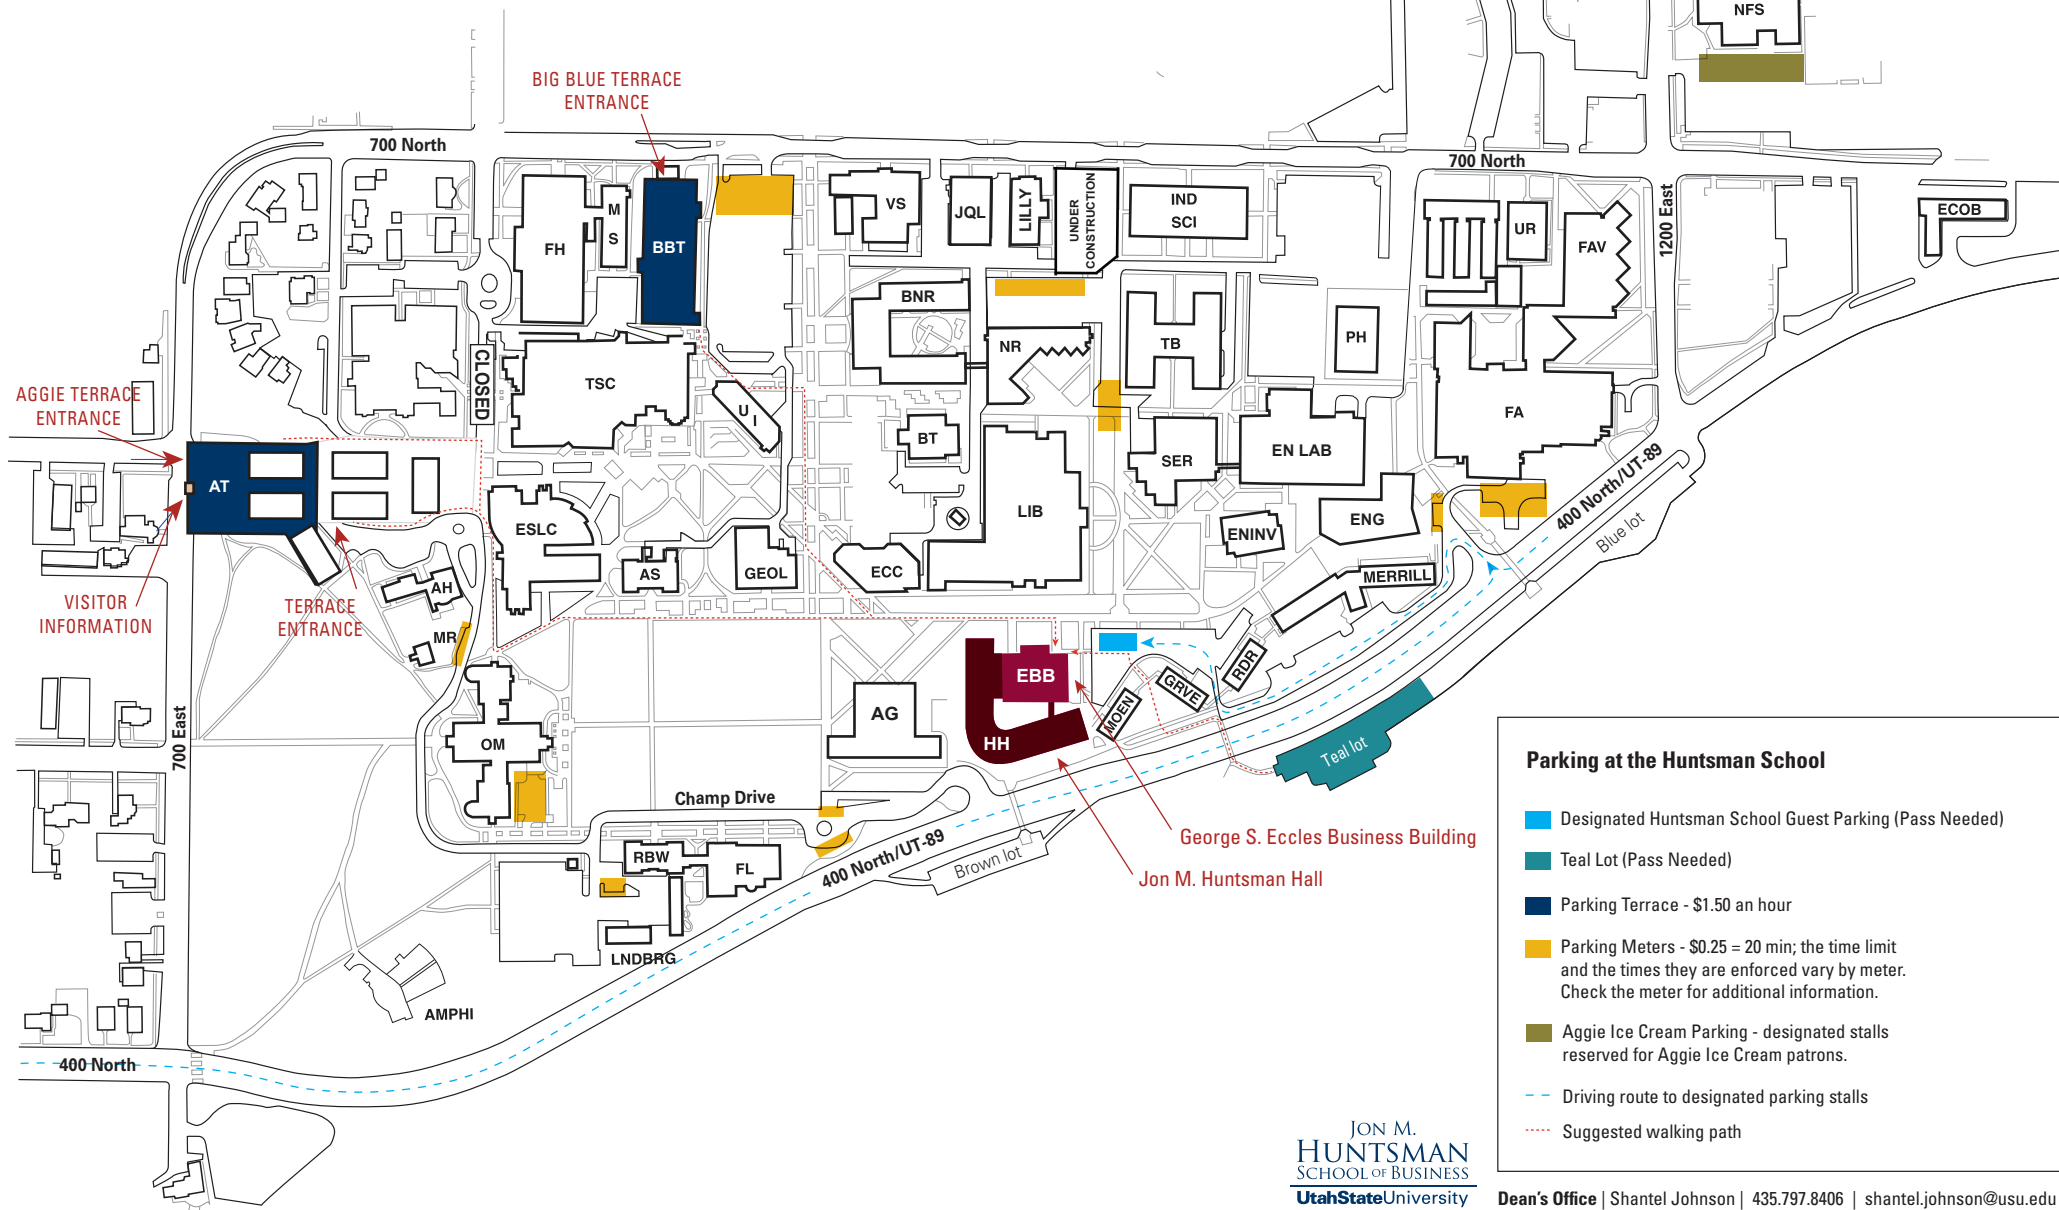 NFS
BIG BLUE TERRACE
ENTRANCE
700 North
700 North
1200 East
ECOB
FH
M
S
BBT
VS
JQL
LILLY
UNDER
CONSTRUCTION
IND
SCI
UR
FAV
BNR
NR
TB
PH
CLOSED
TSC
U
I
BT
FA
AGGIE TERRACE
ENTRANCE
AT
SER
EN LAB
ESLC
LIB
ENINV
ENG
400 North/UT-89
Blue lot
AS
GEOL
ECC
MERRILL
AH
VISITOR
INFORMATION
TERRACE
ENTRANCE
MR
EBB
RDR
GRVE
MOEN
AG
HH
OM
700 East
Teal lot
Champ Drive
George S. Eccles Business Building
Jon M. Huntsman Hall
400 North/UT-89
Brown lot
RBW
FL
LNDBRG
AMPHI
400 North
Parking at the Huntsman School
Designated Huntsman School Guest Parking (Pass Needed)
Teal Lot (Pass Needed)
Parking Terrace - $1.50 an hour
Parking Meters - $0.25 = 20 min; the time limit
and the times they are enforced vary by meter.
Check the meter for additional information.
Aggie Ice Cream Parking - designated stalls
reserved for Aggie Ice Cream patrons.
Driving route to designated parking stalls
Suggested walking path
JON M.
HUNTSMAN
SCHOOL OF BUSINESS
UtahStateUniversity
Dean's Office | Shantel Johnson | 435.797.8406 | shantel.johnson@usu.edu